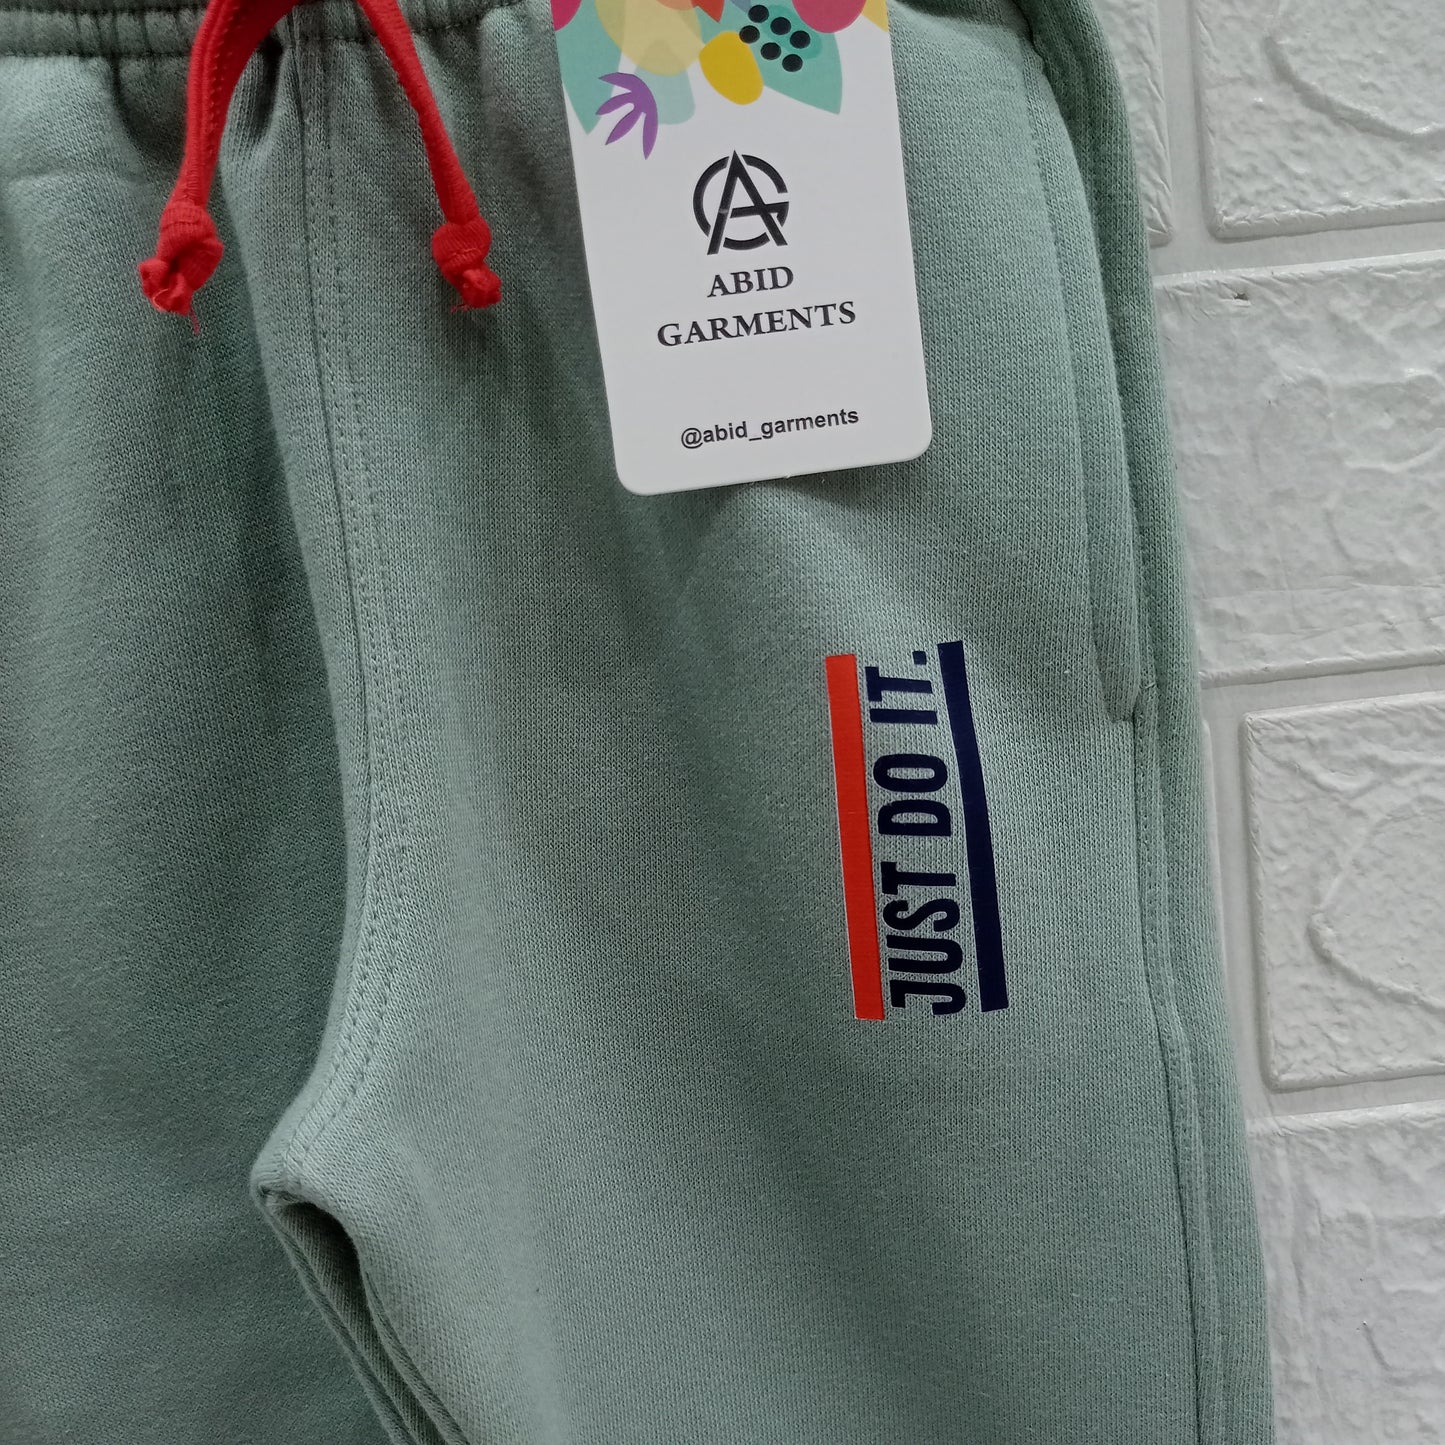 ABID
GARMENTS
@abid_garments
JUST DO IT.